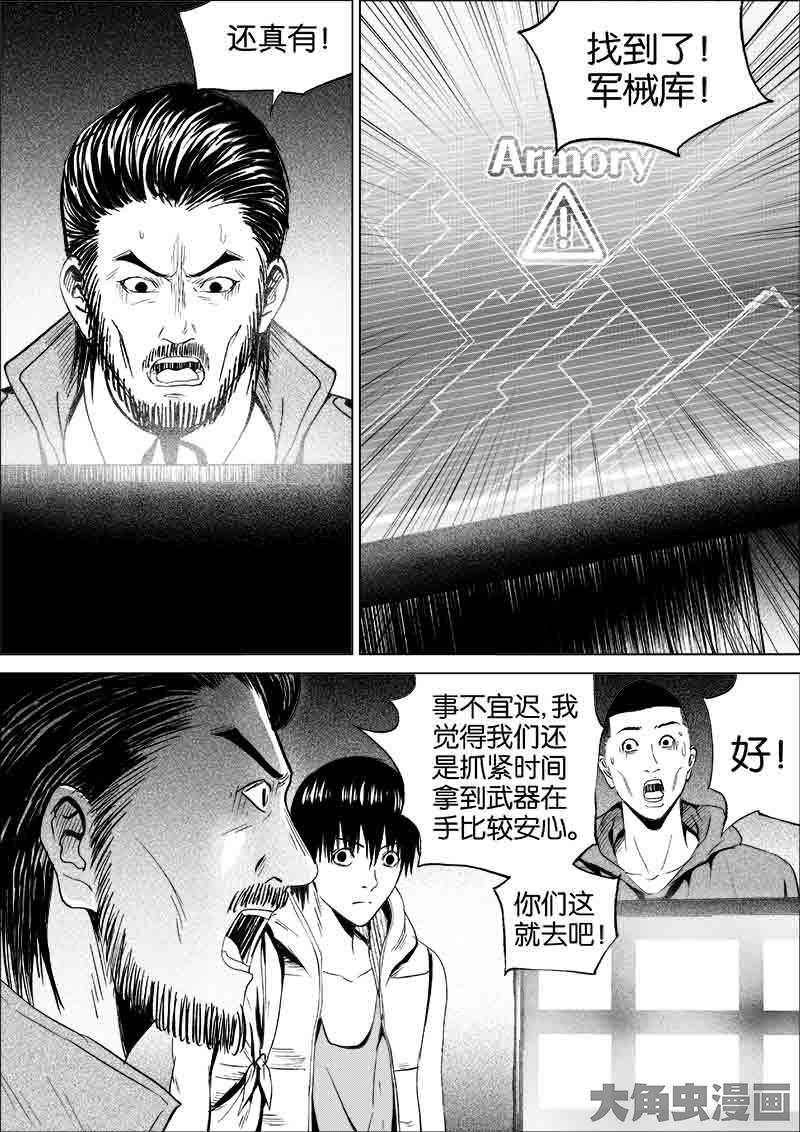 还真有!
找到了!
军械库!
Armory
事不宜迟,我
觉得我们还
是抓紧时间
拿到武器在
手比较安心。
你们这
就去吧!
好!
大角虫漫画